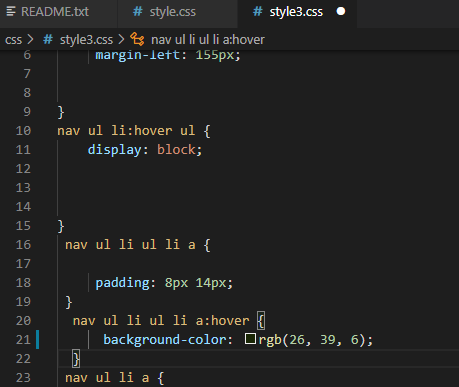 README.txt # style.css # style3.css
css > # style3.css > nav ul li ul li a:hover
6 margin-left: 155px;
7
8
9 }
10 nav ul li:hover ul {
11 display: block;
12
13
14
15 }
16 nav ul li ul li a {
17
18 padding: 8px 14px;
19 }
20 nav ul li ul li a:hover {
21 background-color: rgb(26, 39, 6);
22 }
23 nav ul li a {